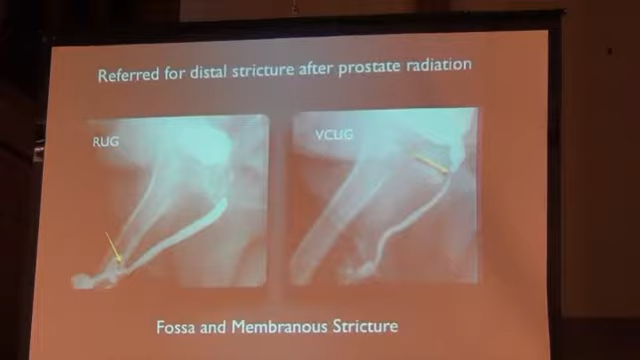 Referred for distal stricture after prostate radiation
RUG
VCUG
Fossa and Membranous Stricture